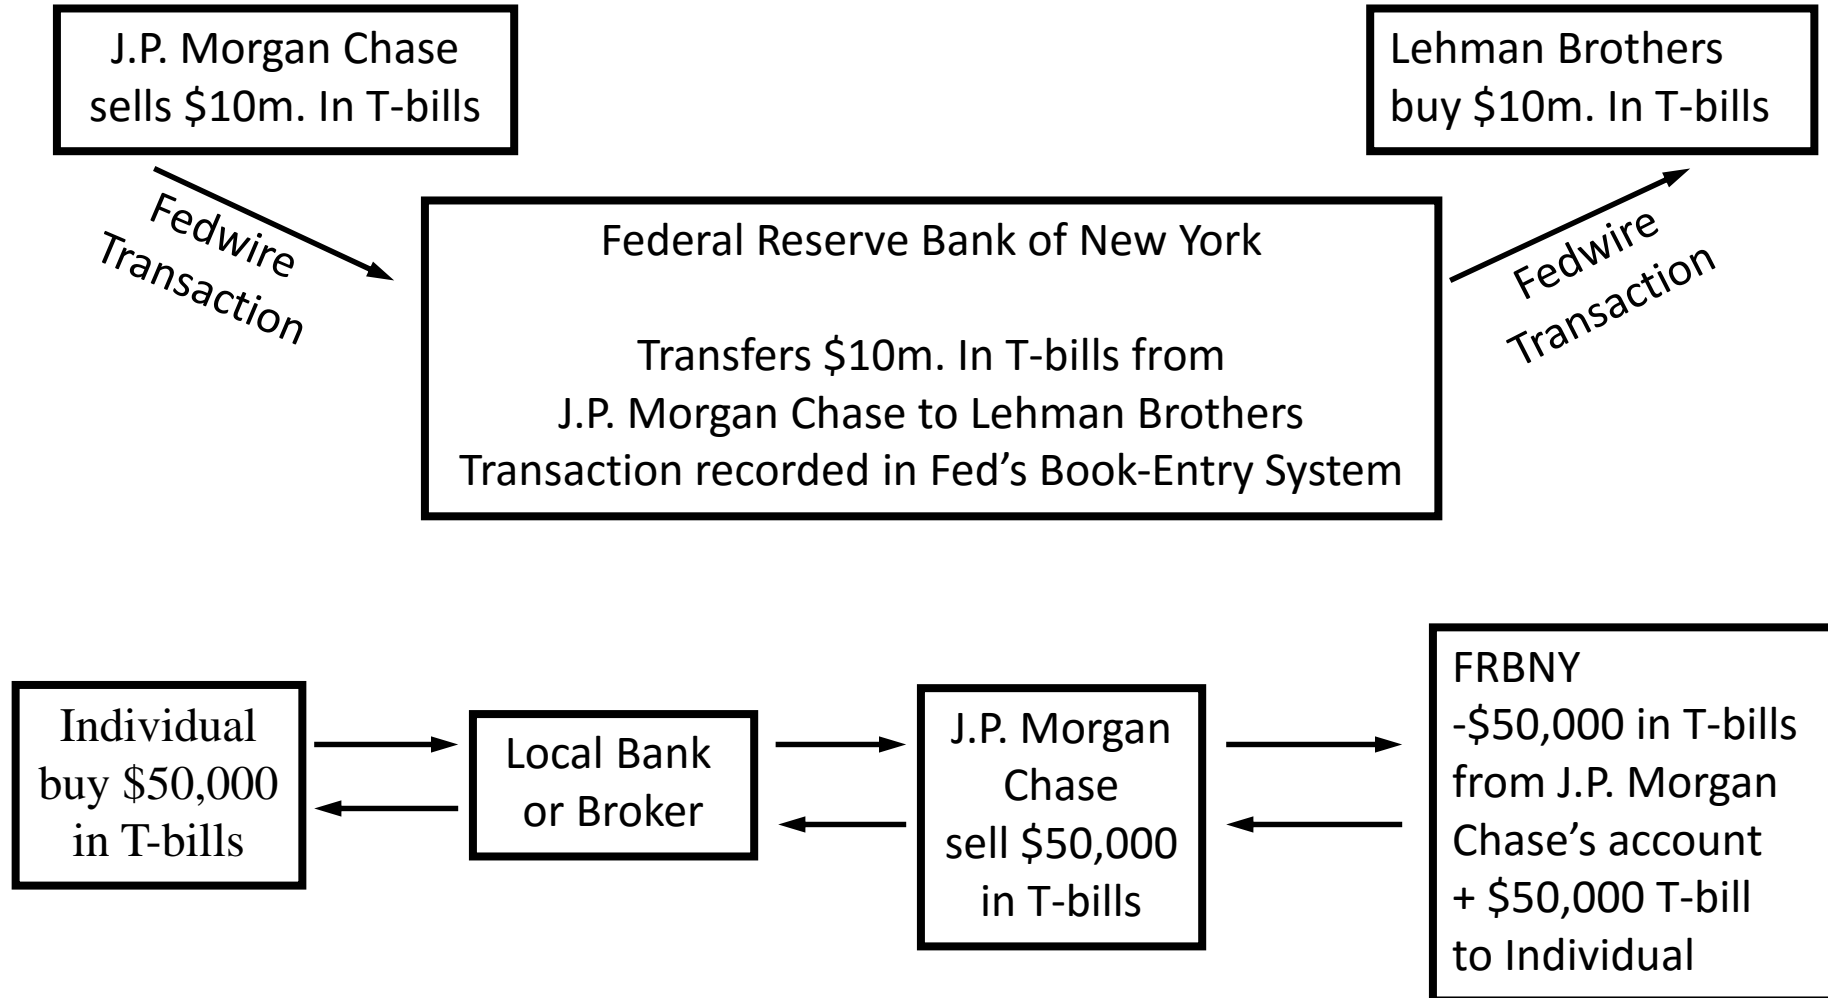 J.P. Morgan Chase
sells $10m. In T-bills
Lehman Brothers
buy $10m. In T-bills
Fedwire
Transaction
Federal Reserve Bank of New York
Transfers $10m. In T-bills from
J.P. Morgan Chase to Lehman Brothers
Transaction recorded in Fed’s Book-Entry System
Fedwire
Transaction
Individual
buy $50,000
in T-bills
Local Bank
or Broker
J.P. Morgan
Chase
sell $50,000
in T-bills
FRBNY
-$50,000 in T-bills
from J.P. Morgan
Chase’s account
+ $50,000 T-bill
to Individual